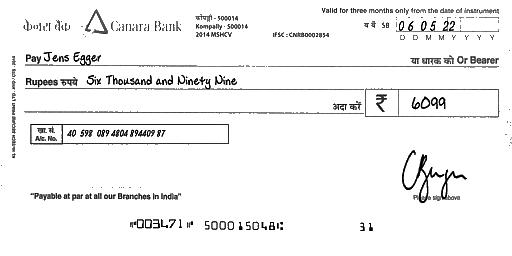 Valid for three months only from the date of instrument
केनरा बैंक Canara Bank
कोमपल्ली - 500014
Kompally - 500014
2014 MSHCV
IFSC : CNRB0002854
SB 06 05 22
D D M M Y Y Y Y
Pay Jens Egger
या धारक को Or Bearer
Rupees रुपये Six Thousand and Ninety Nine
अदा करें ₹ 6099
खा. सं.
A/c. No. 40 598 089 4804 894409 87
"Payable at par at all our Branches in India"
Please sign above
⑈003471⑈ 500015048⑆ 31